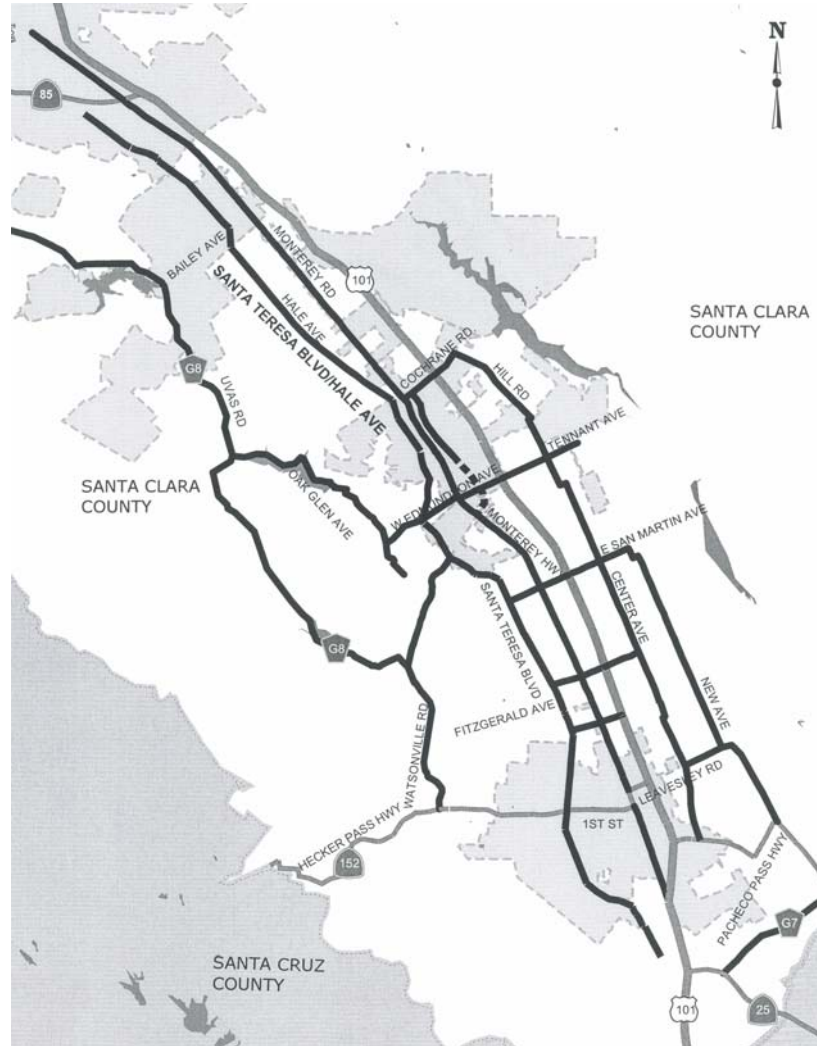 N
85
BAILEY AVE
MONTEREY RD
101
SANTA CLARA
COUNTY
HALE AVE
SANTA TERESA BLVD/HALE AVE
COCHRANE RD
HILL RD
G8
UVAS RD
TENNANT AVE
SANTA CLARA
COUNTY
OAK GLEN AVE
W EDMUNDSON AVE
MONTEREY HW
E SAN MARTIN AVE
CENTER AVE
SANTA TERESA BLVD
G8
NEW AVE
FITZGERALD AVE
WATSONVILLE RD
LEAVESLEY RD
1ST ST
HECKER PASS HWY
152
PACHECO PASS HWY
G7
SANTA CRUZ
COUNTY
101
25